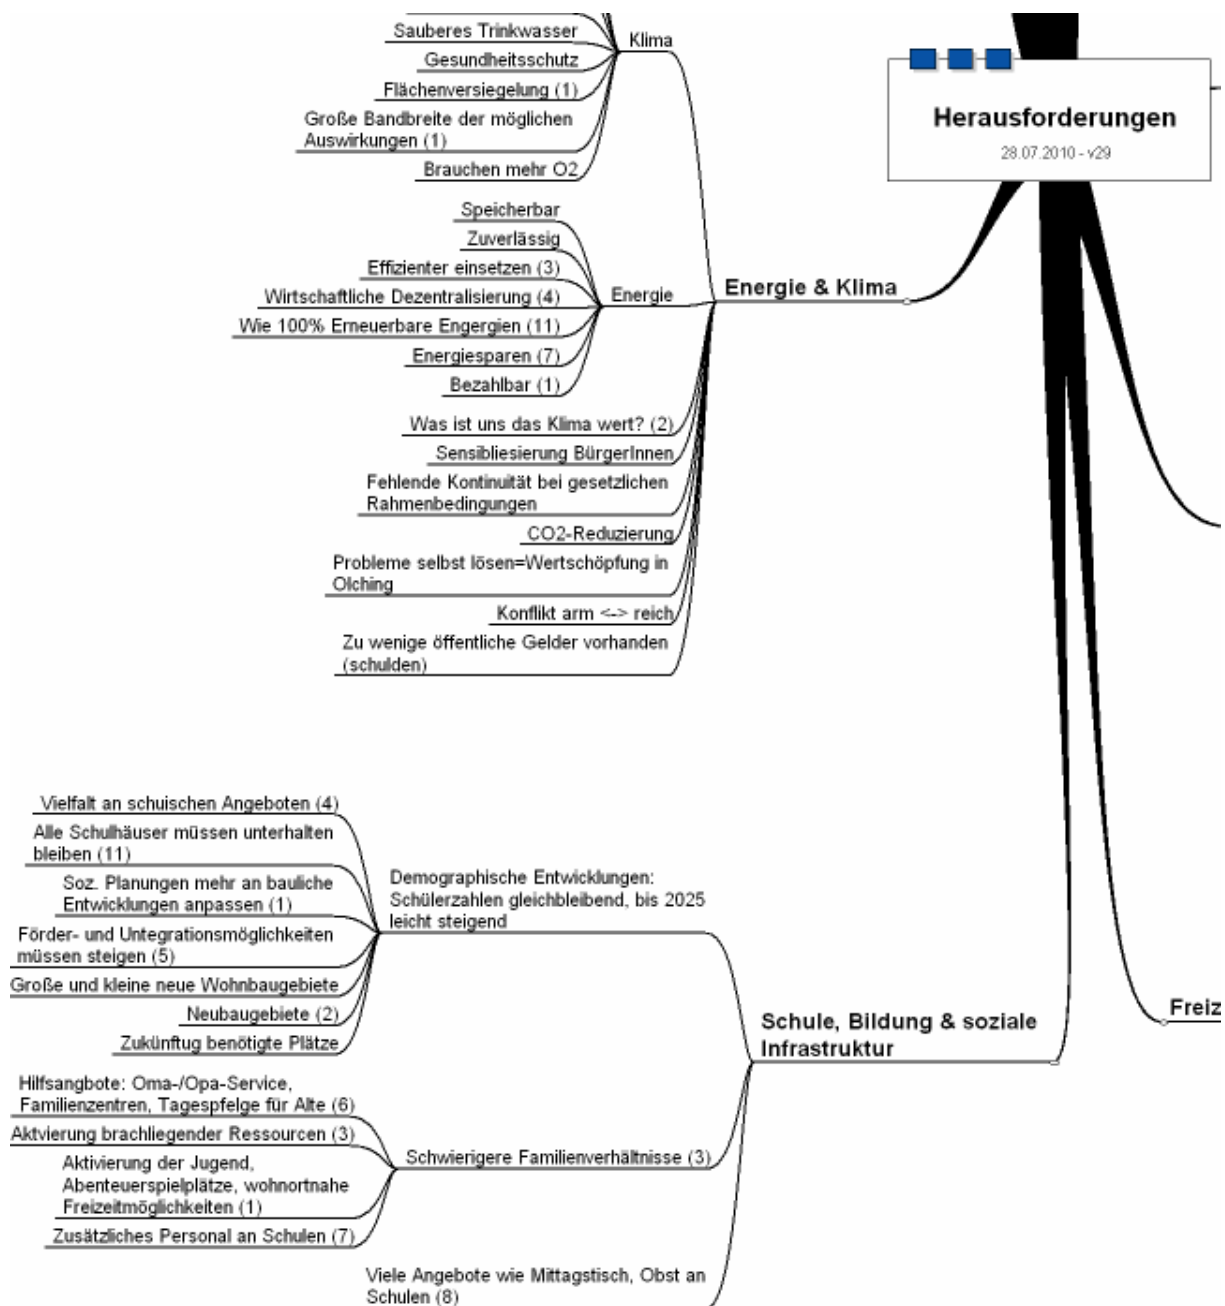 Sauberes Trinkwasser
Gesundheitsschutz
Flächenversiegelung (1)
Große Bandbreite der möglichen
Auswirkungen (1)
Brauchen mehr O2
Klima
Herausforderungen
28.07.2010 - v29
Speicherbar
Zuverlässig
Effizienter einsetzen (3)
Wirtschaftliche Dezentralisierung (4)
Wie 100% Erneuerbare Engergien (11)
Energiesparen (7)
Bezahlbar (1)
Energie
Energie & Klima
Was ist uns das Klima wert? (2)
Sensibliesierung BürgerInnen
Fehlende Kontinuität bei gesetzlichen
Rahmenbedingungen
CO2-Reduzierung
Probleme selbst lösen=Wertschöpfung in
Olching
Konflikt arm <-> reich
Zu wenige öffentliche Gelder vorhanden
(schulden)
Vielfalt an schuischen Angeboten (4)
Alle Schulhäuser müssen unterhalten
bleiben (11)
Soz. Planungen mehr an bauliche
Entwicklungen anpassen (1)
Förder- und Untegrationsmöglichkeiten
müssen steigen (5)
Große und kleine neue Wohnbaugebiete
Neubaugebiete (2)
Zukünftug benötigte Plätze
Demographische Entwicklungen:
Schülerzahlen gleichbleibend, bis 2025
leicht steigend
Schule, Bildung & soziale
Infrastruktur
Freiz
Hilfsangbote: Oma-/Opa-Service,
Familienzentren, Tagespfelge für Alte (6)
Aktvierung brachliegender Ressourcen (3)
Aktivierung der Jugend,
Abenteuerspielplätze, wohnortnahe
Freizeitmöglichkeiten (1)
Zusätzliches Personal an Schulen (7)
Schwierigere Familienverhältnisse (3)
Viele Angebote wie Mittagstisch, Obst an
Schulen (8)